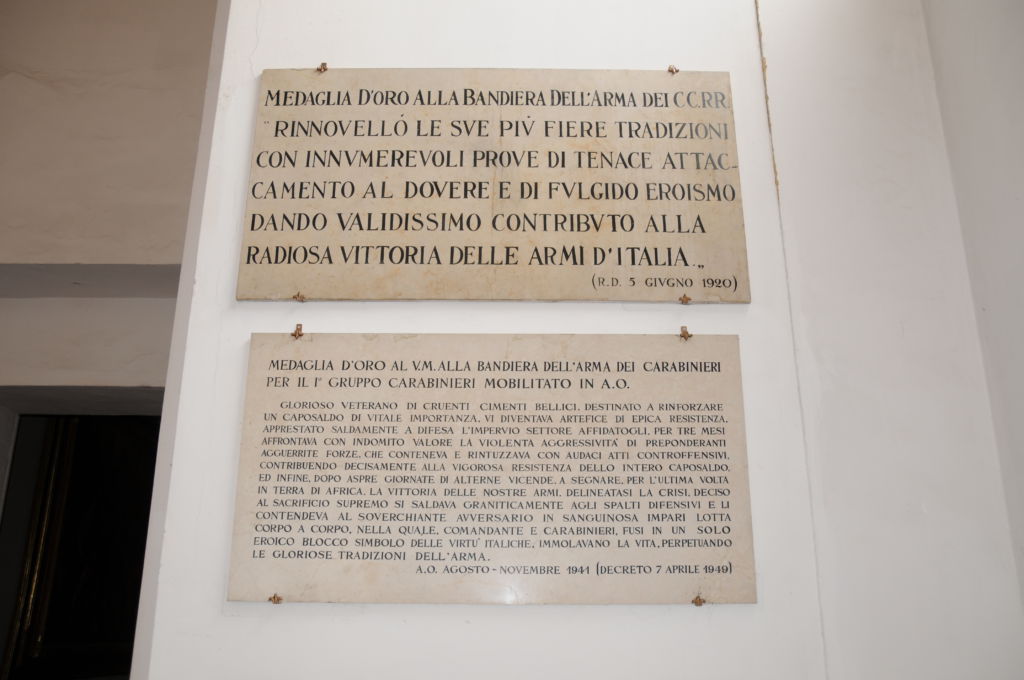 MEDAGLIA D'ORO ALLA BANDIERA DELL'ARMA DEI CC.RR.
"RINNOVELLÓ LE SVE PIV̇ FIERE TRADIZIONI
CON INNVMEREVOLI PROVE DI TENACE ATTAC-
CAMENTO AL DOVERE E DI FVLGIDO EROISMO
DANDO VALIDISSIMO CONTRIBVTO ALLA
RADIOSA VITTORIA DELLE ARMI D'ITALIA.„
(R.D. 5 GIVGNO 1920)
MEDAGLIA D'ORO AL V.M. ALLA BANDIERA DELL'ARMA DEI CARABINIERI
PER IL I° GRUPPO CARABINIERI MOBILITATO IN A.O.
GLORIOSO VETERANO DI CRUENTI CIMENTI BELLICI, DESTINATO A RINFORZARE
UN CAPOSALDO DI VITALE IMPORTANZA, VI DIVENTAVA ARTEFICE DI EPICA RESISTENZA.
APPRESTATO SALDAMENTE A DIFESA L'IMPERVIO SETTORE AFFIDATOGLI, PER TRE MESI
AFFRONTAVA CON INDOMITO VALORE LA VIOLENTA AGGRESSIVITÀ DI PREPONDERANTI
AGGUERRITE FORZE, CHE CONTENEVA E RINTUZZAVA CON AUDACI ATTI CONTROFFENSIVI,
CONTRIBUENDO DECISAMENTE ALLA VIGOROSA RESISTENZA DELLO INTERO CAPOSALDO,
ED INFINE, DOPO ASPRE GIORNATE DI ALTERNE VICENDE, A SEGNARE, PER L'ULTIMA VOLTA
IN TERRA DI AFRICA, LA VITTORIA DELLE NOSTRE ARMI. DELINEATASI LA CRISI, DECISO
AL SACRIFICIO SUPREMO SI SALDAVA GRANITICAMENTE AGLI SPALTI DIFENSIVI E LI
CONTENDEVA AL SOVERCHIANTE AVVERSARIO IN SANGUINOSA IMPARI LOTTA
CORPO A CORPO, NELLA QUALE, COMANDANTE E CARABINIERI, FUSI IN UN SOLO
EROICO BLOCCO SIMBOLO DELLE VIRTU' ITALICHE, IMMOLAVANO LA VITA, PERPETUANDO
LE GLORIOSE TRADIZIONI DELL'ARMA.
A.O. AGOSTO - NOVEMBRE 1941 (DECRETO 7 APRILE 1949)